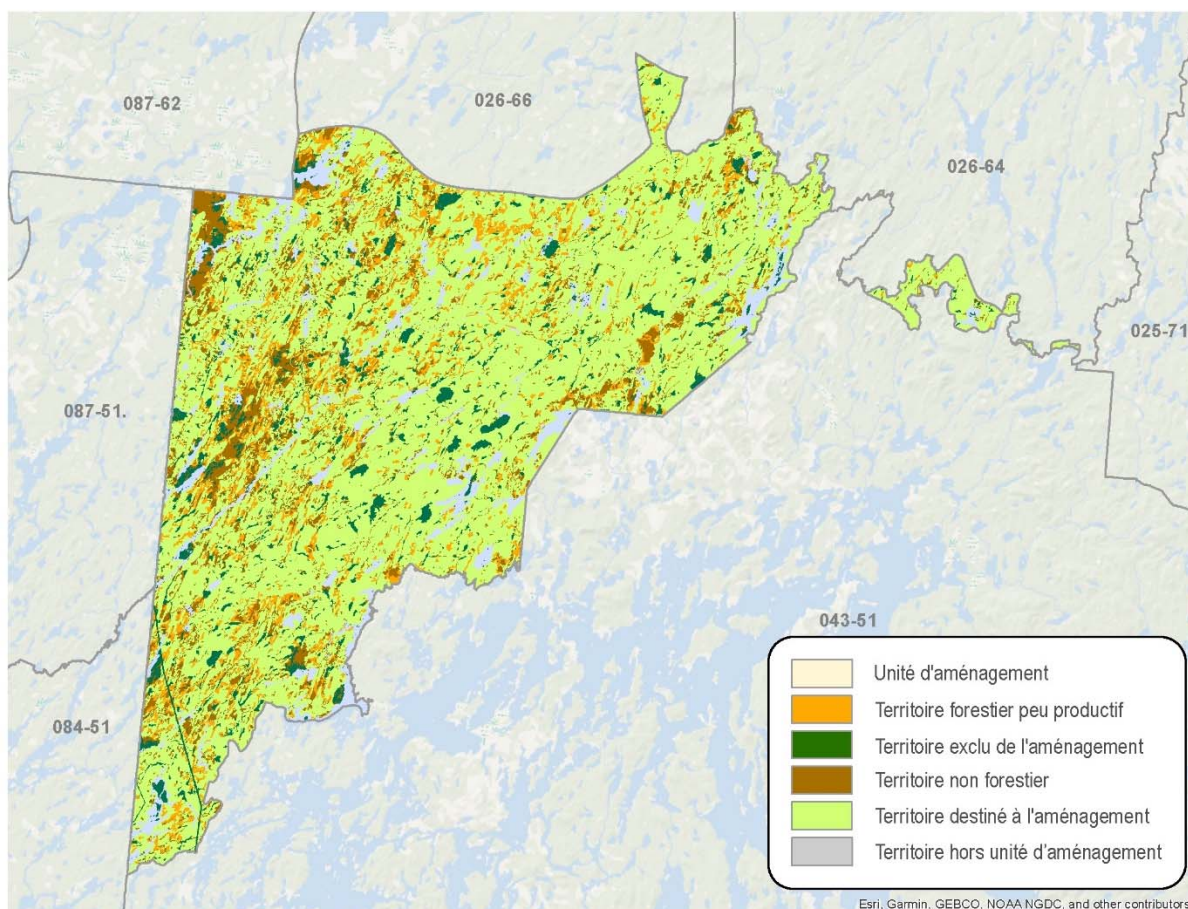 087-62
026-66
026-64
025-71
087-51.
043-51
084-51
Unité d'aménagement
Territoire forestier peu productif
Territoire exclu de l'aménagement
Territoire non forestier
Territoire destiné à l'aménagement
Territoire hors unité d'aménagement
Esri, Garmin, GEBCO, NOAA NGDC, and other contributors